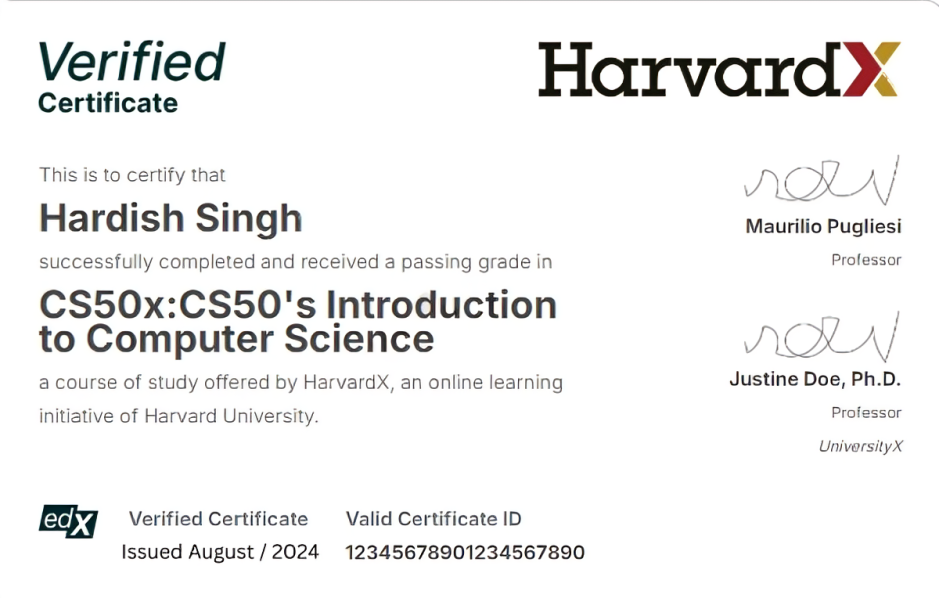 Verified
Certificate
HarvardX
This is to certify that
Hardish Singh
successfully completed and received a passing grade in
CS50x:CS50's Introduction
to Computer Science
a course of study offered by HarvardX, an online learning
initiative of Harvard University.
Maurilio Pugliesi
Professor
Justine Doe, Ph.D.
Professor
UniversityX
edX
Verified Certificate
Issued August / 2024
Valid Certificate ID
12345678901234567890